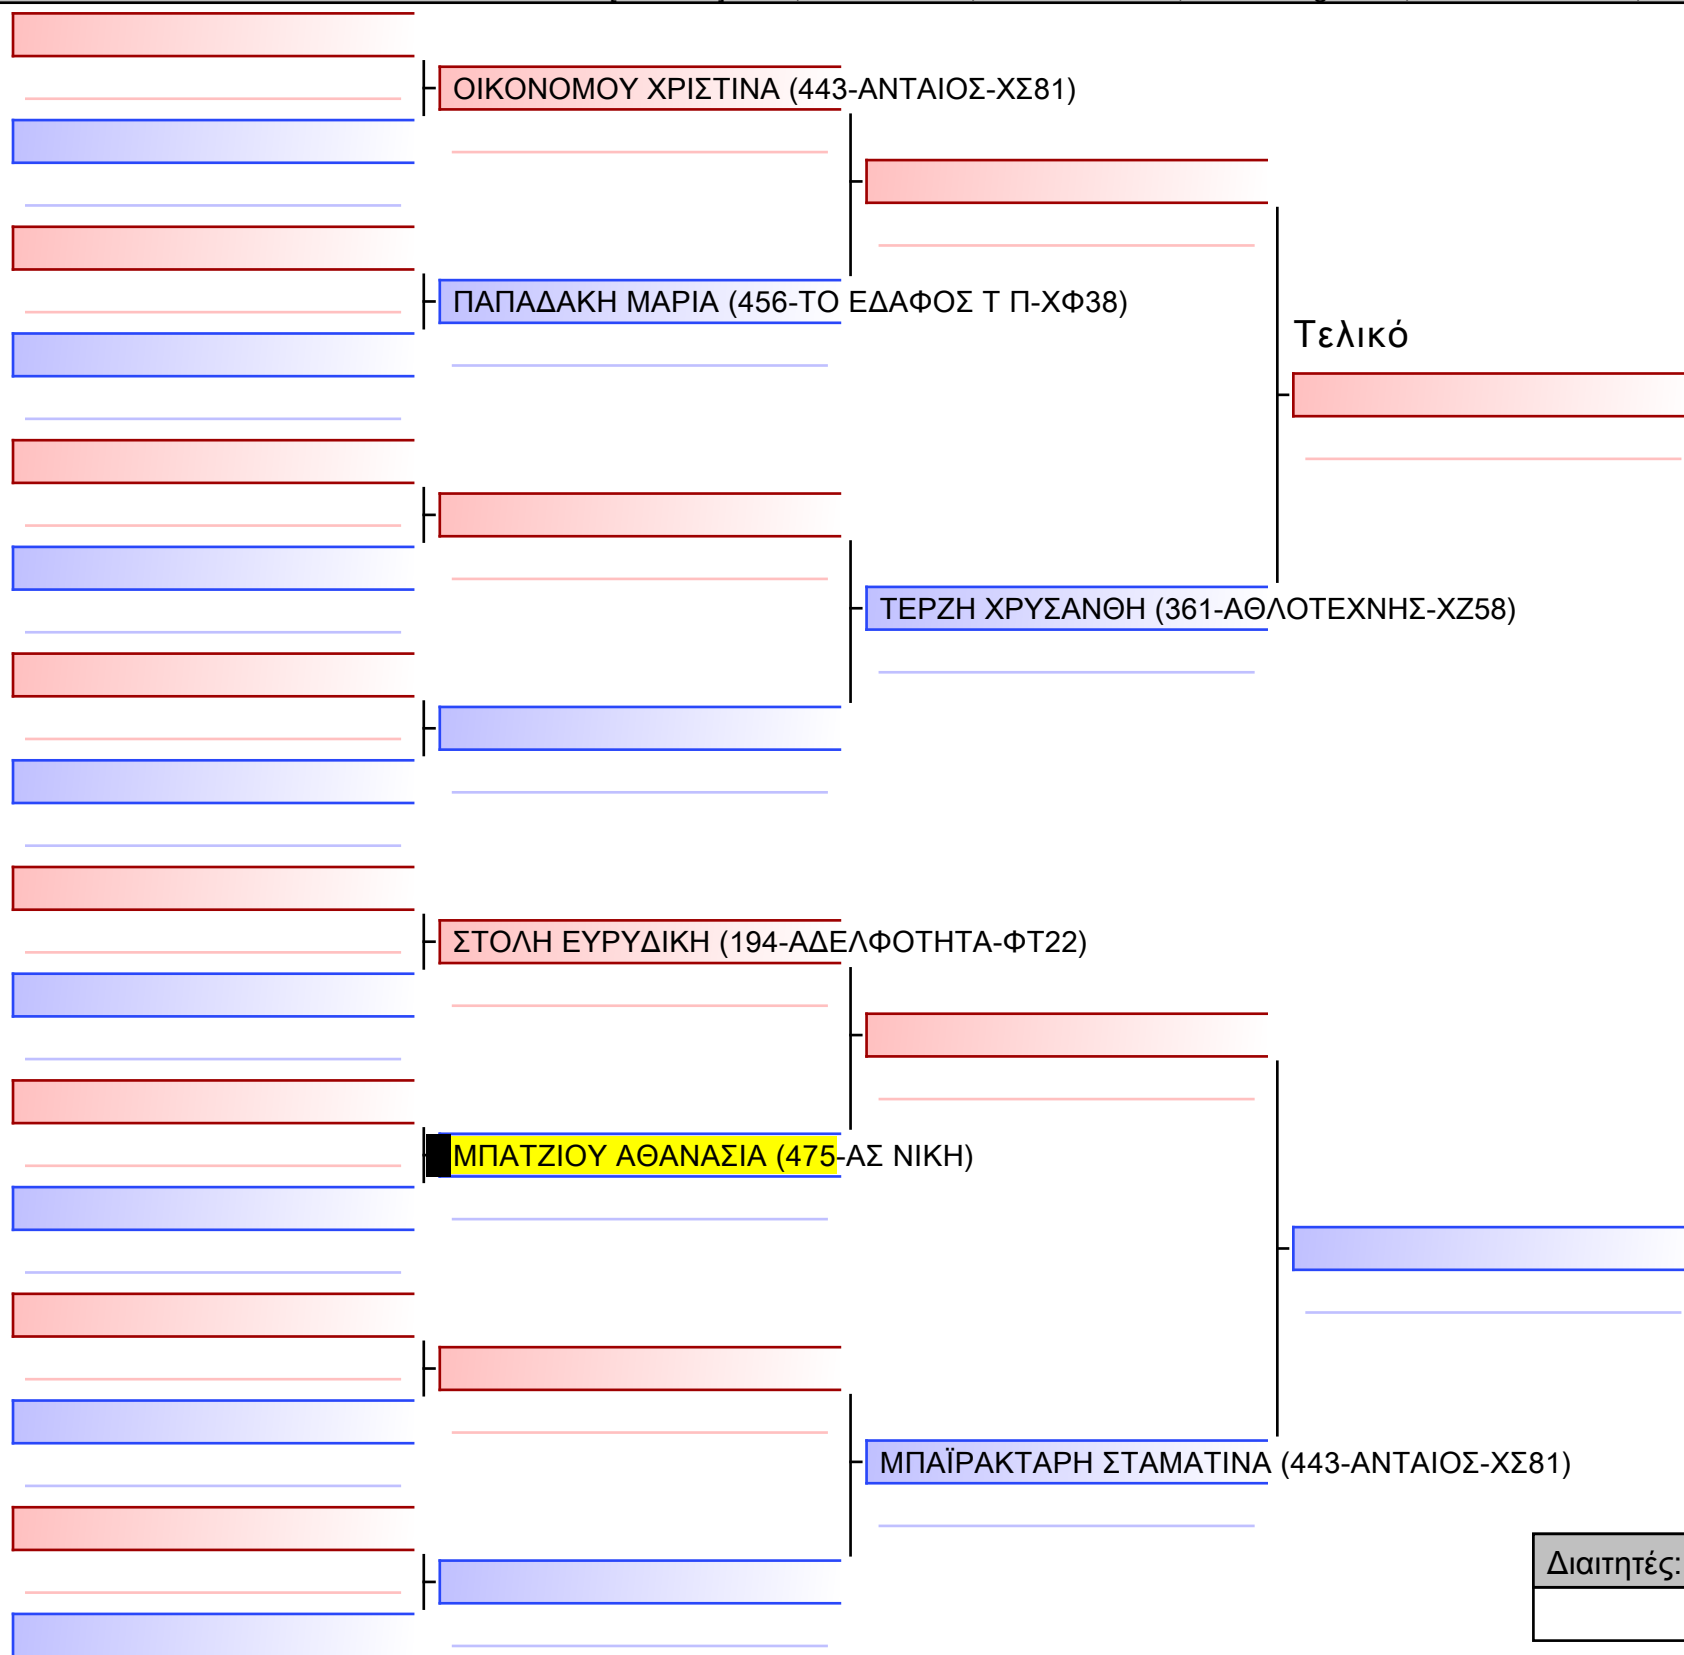 ΟΙΚΟΝΟΜΟΥ ΧΡΙΣΤΙΝΑ (443-ΑΝΤΑΙΟΣ-ΧΣ81)
ΠΑΠΑΔΑΚΗ ΜΑΡΙΑ (456-ΤΟ ΕΔΑΦΟΣ Τ Π-ΧΦ38)
Τελικό
ΤΕΡΖΗ ΧΡΥΣΑΝΘΗ (361-ΑΘΛΟΤΕΧΝΗΣ-ΧΖ58)
ΣΤΟΛΗ ΕΥΡΥΔΙΚΗ (194-ΑΔΕΛΦΟΤΗΤΑ-ΦΤ22)
ΜΠΑΤΖΙΟΥ ΑΘΑΝΑΣΙΑ (475-ΑΣ ΝΙΚΗ)
ΜΠΑΪΡΑΚΤΑΡΗ ΣΤΑΜΑΤΙΝΑ (443-ΑΝΤΑΙΟΣ-ΧΣ81)
Διαιτητές: